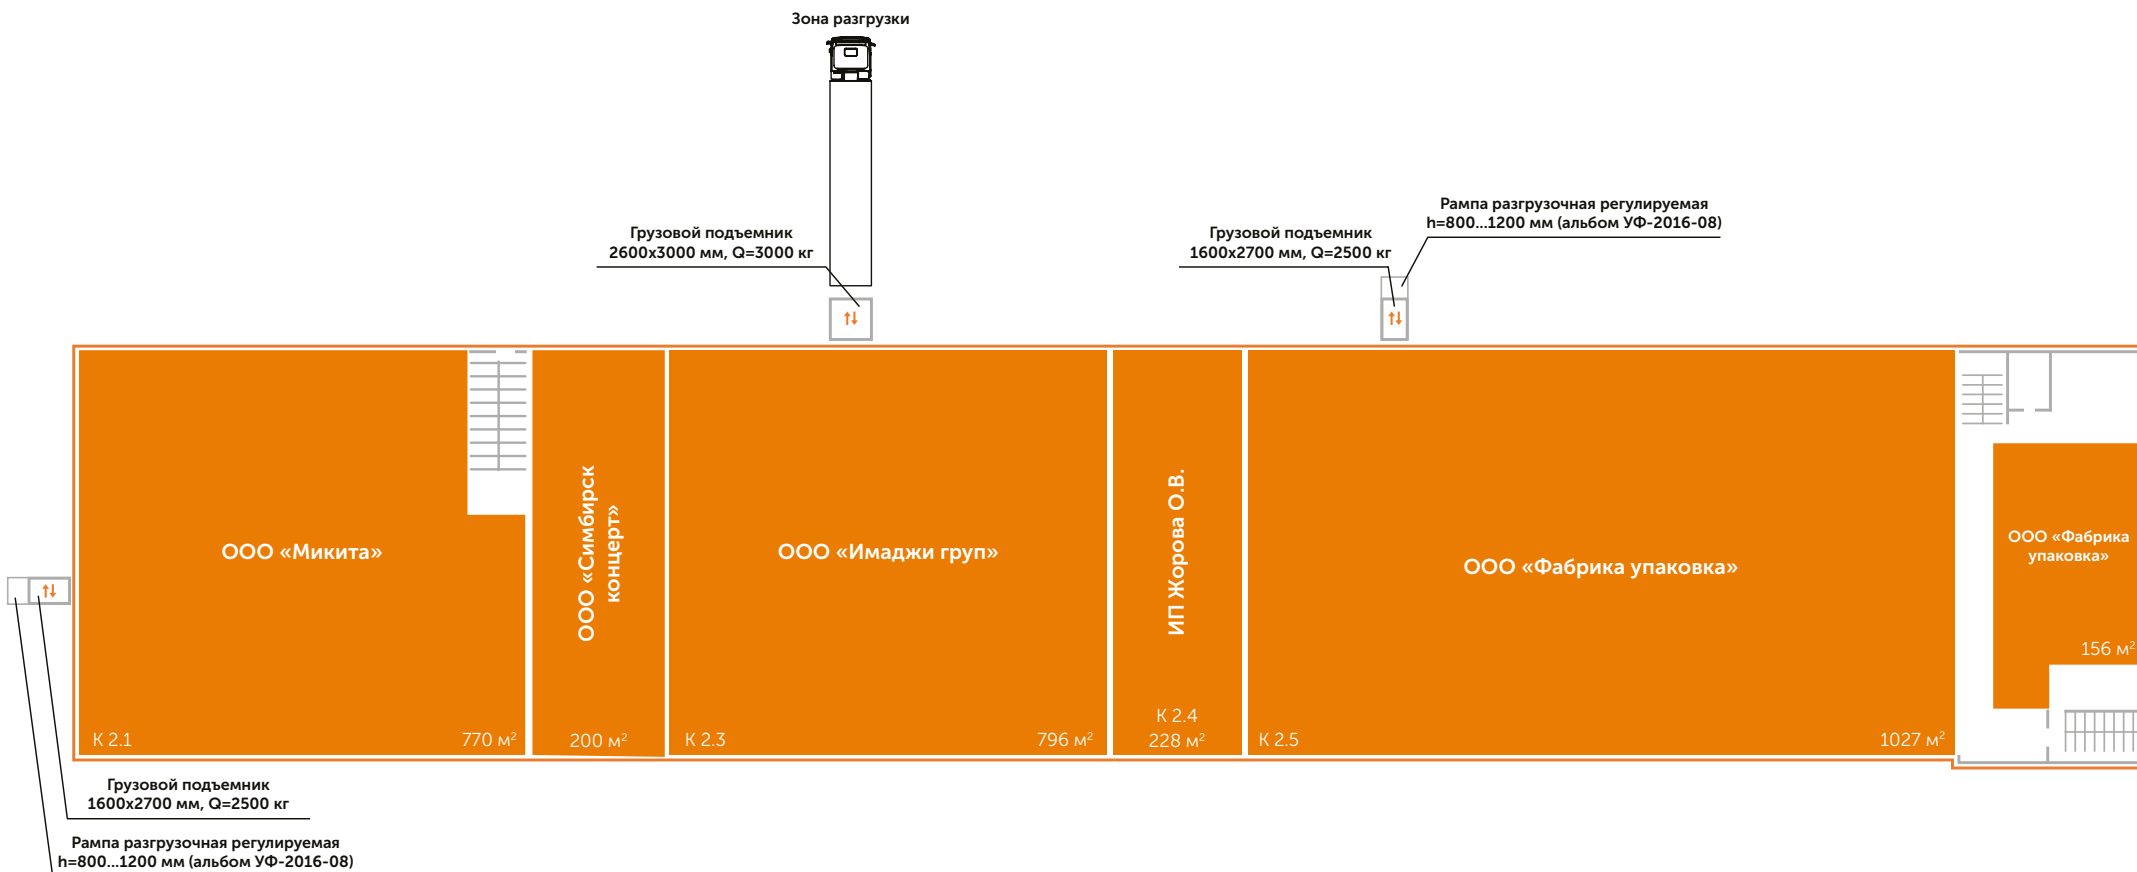 Зона разгрузки
Грузовой подъемник
2600х3000 мм, Q=3000 кг
Грузовой подъемник
1600х2700 мм, Q=2500 кг
Рампа разгрузочная регулируемая
h=800...1200 мм (альбом УФ-2016-08)
ООО «Микита»
К 2.1
770 м²
ООО «Симбирск
концерт»
200 м²
ООО «Имаджи груп»
К 2.3
796 м²
ИП Жорова О.В.
К 2.4
228 м²
ООО «Фабрика упаковка»
К 2.5
1027 м²
ООО «Фабрика
упаковка»
156 м²
Грузовой подъемник
1600х2700 мм, Q=2500 кг
Рампа разгрузочная регулируемая
h=800...1200 мм (альбом УФ-2016-08)